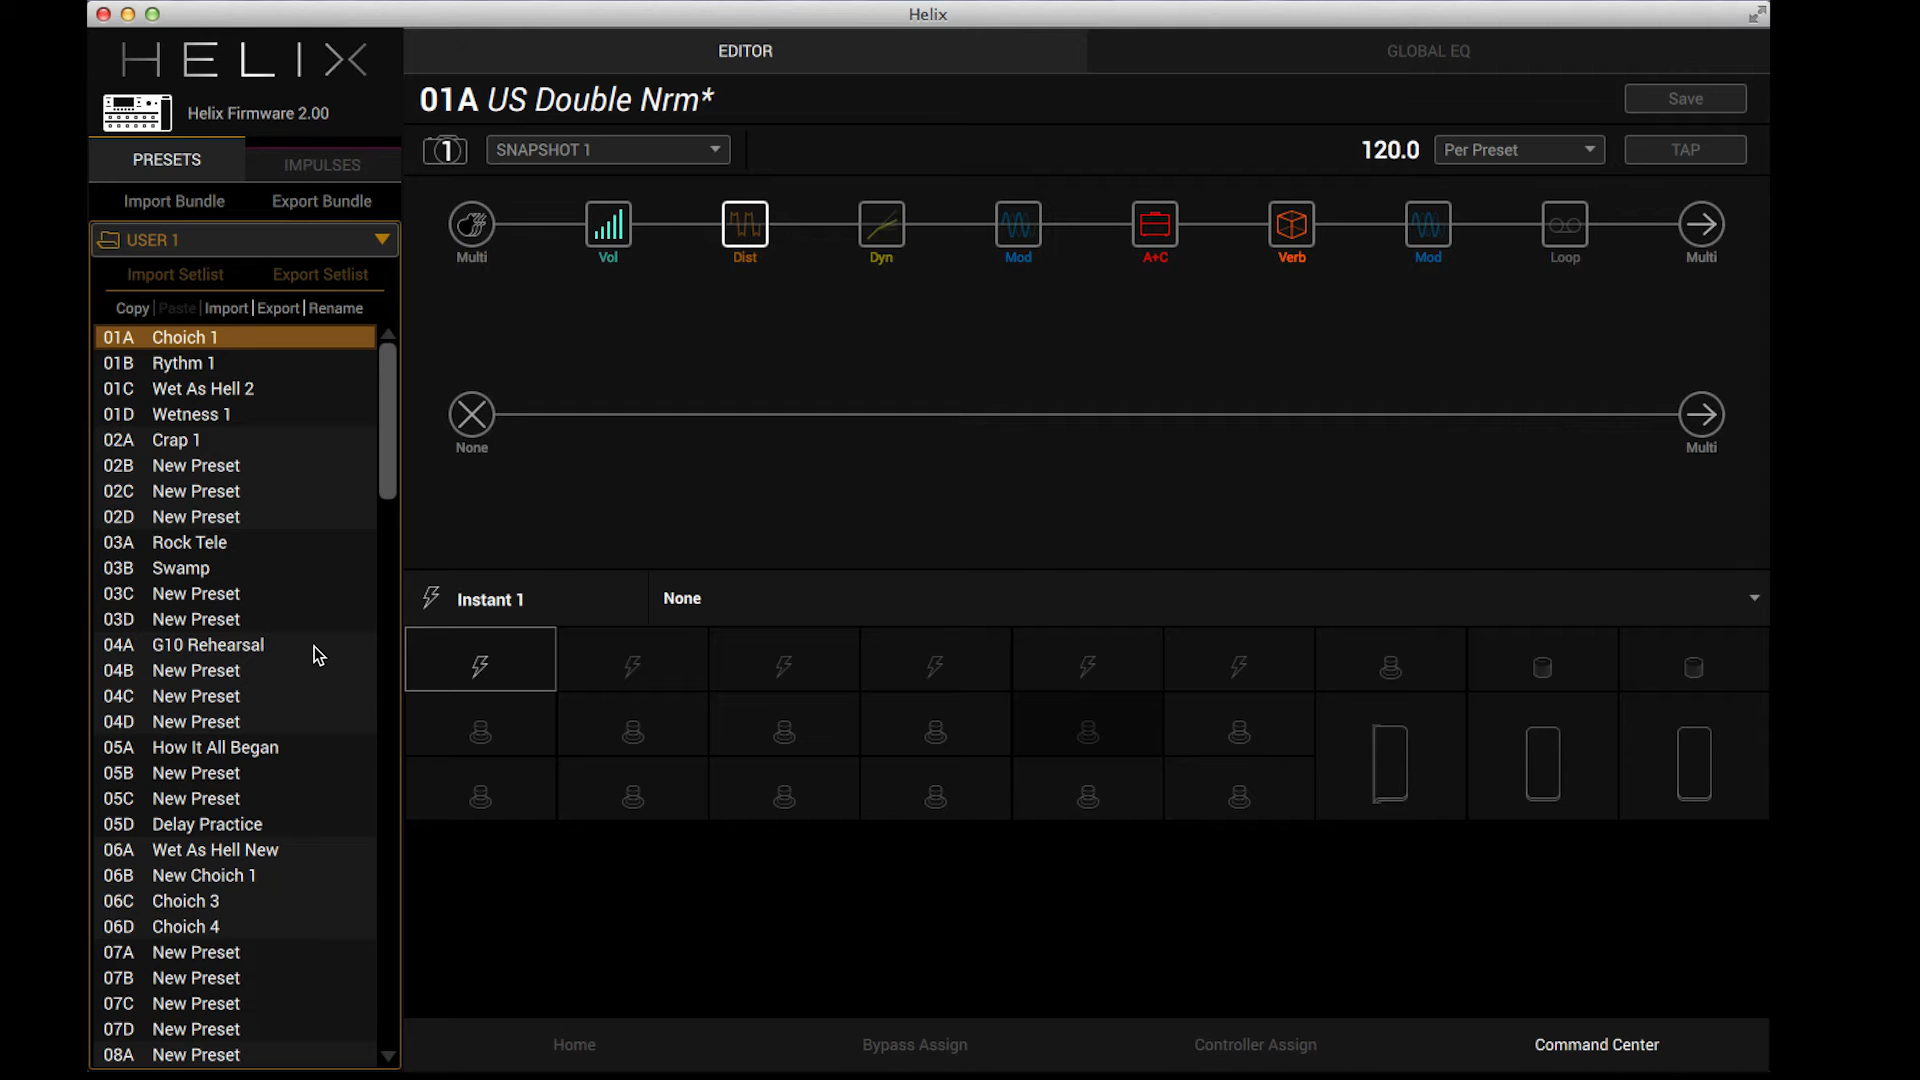 Helix
HELIX
Helix Firmware 2.00
PRESETS
IMPULSES
Import Bundle
Export Bundle
USER 1
Import Setlist
Export Setlist
Copy
Paste
Import
Export
Rename
01A Choich 1
01B Rythm 1
01C Wet As Hell 2
01D Wetness 1
02A Crap 1
02B New Preset
02C New Preset
02D New Preset
03A Rock Tele
03B Swamp
03C New Preset
03D New Preset
04A G10 Rehearsal
04B New Preset
04C New Preset
04D New Preset
05A How It All Began
05B New Preset
05C New Preset
05D Delay Practice
06A Wet As Hell New
06B New Choich 1
06C Choich 3
06D Choich 4
07A New Preset
07B New Preset
07C New Preset
07D New Preset
08A New Preset
EDITOR
GLOBAL EQ
01A US Double Nrm*
Save
1
SNAPSHOT 1
120.0
Per Preset
TAP
Multi
Vol
Dist
Dyn
Mod
A+C
Verb
Mod
Loop
Multi
None
Multi
Instant 1
None
Home
Bypass Assign
Controller Assign
Command Center